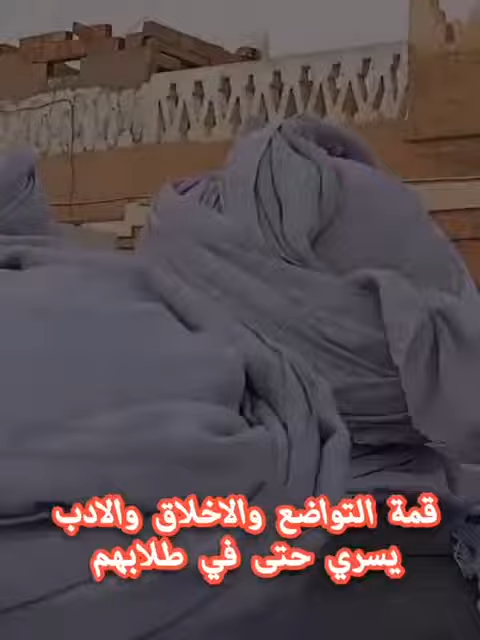 قمة التواضع والاخلاق والادب
يسري حتى في طلابهم